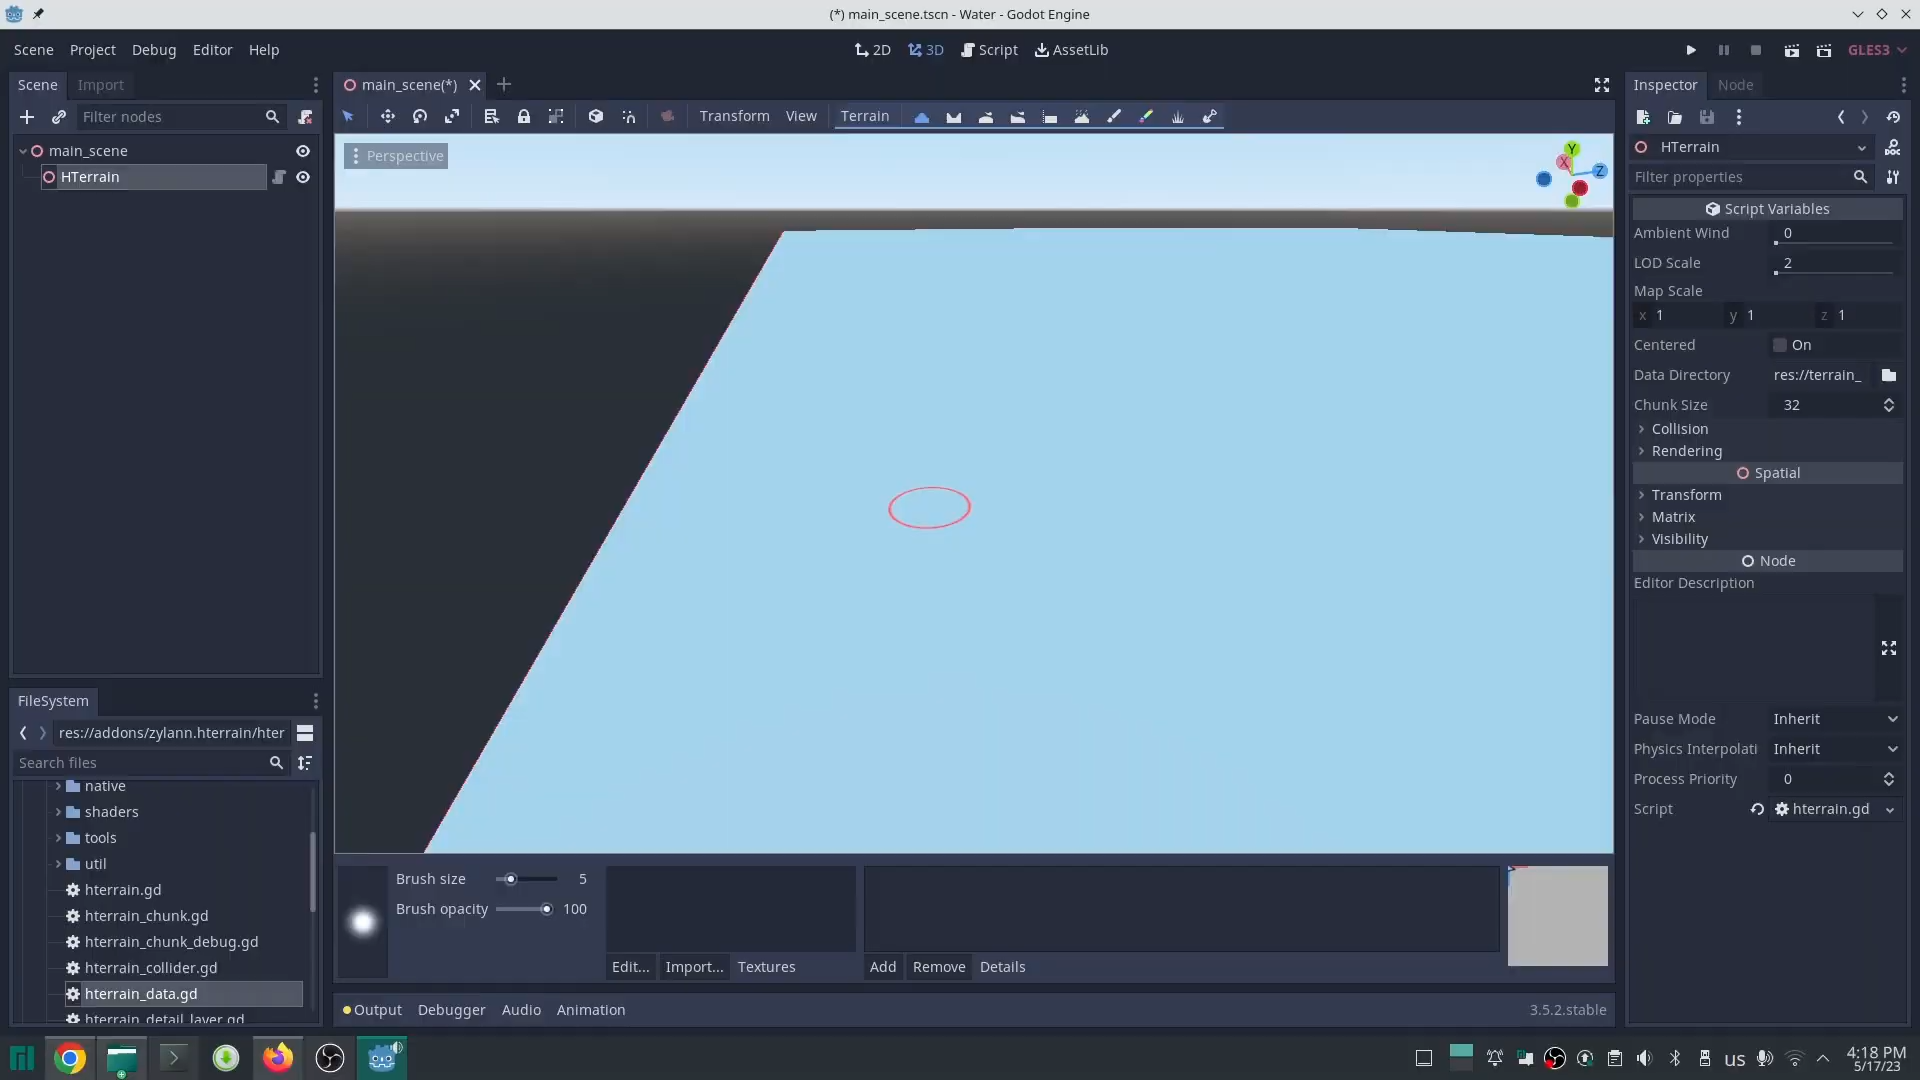 (*) main_scene.tscn - Water - Godot Engine
Scene Project Debug Editor Help
2D 3D Script AssetLib
GLES3
Scene Import
main_scene(*)
Inspector Node
Filter nodes
Transform View Terrain
main_scene
HTerrain
Perspective
Y
X
Z
HTerrain
Filter properties
Script Variables
Ambient Wind 0
LOD Scale 2
Map Scale
x 1 y 1 z 1
Centered On
Data Directory res://terrain_
Chunk Size 32
Collision
Rendering
Spatial
Transform
Matrix
Visibility
Node
Editor Description
Pause Mode Inherit
Physics Interpolati Inherit
Process Priority 0
Script hterrain.gd
FileSystem
res://addons/zylann.hterrain/hter
Search files
native
shaders
tools
util
hterrain.gd
hterrain_chunk.gd
hterrain_chunk_debug.gd
hterrain_collider.gd
hterrain_data.gd
hterrain_detail_layer.gd
Brush size 5
Brush opacity 100
Edit... Import... Textures
Add Remove Details
Output Debugger Audio Animation
3.5.2.stable
us
4:18 PM
5/17/23